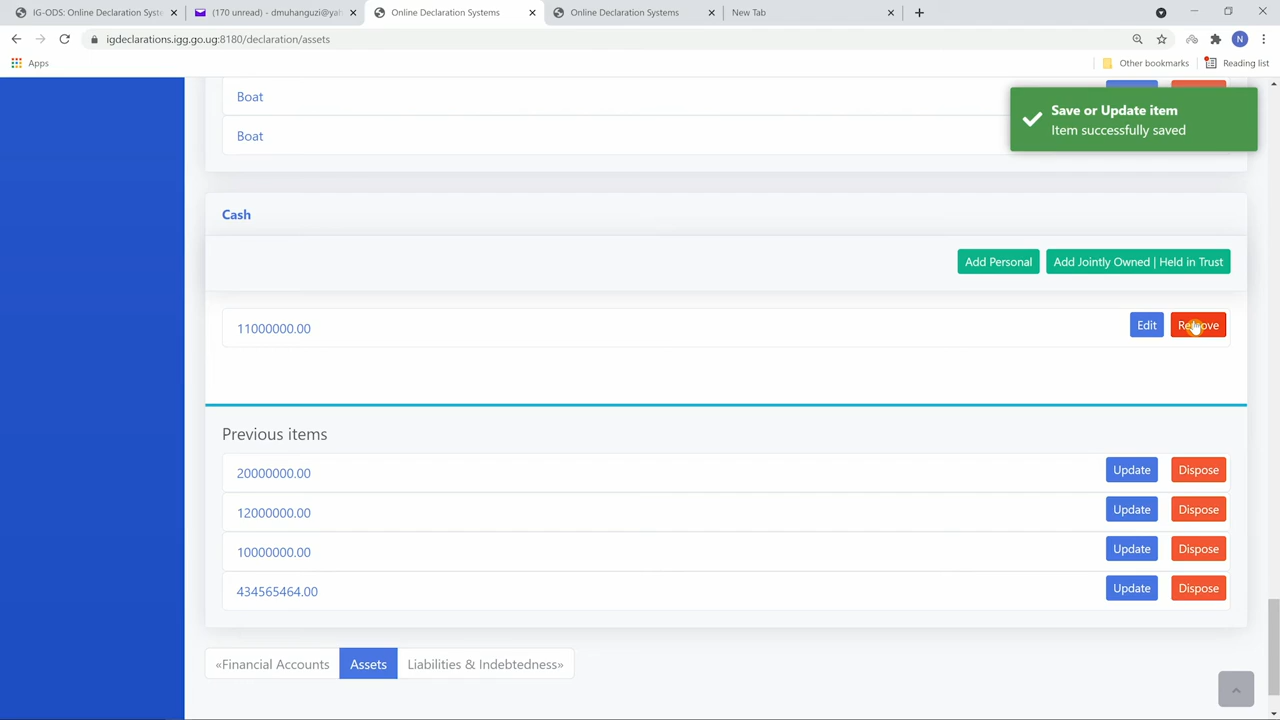 IG-ODS: Online Declaration Syste
(170 unread) - dmuhanguzi@yah
Online Declaration Systems
Online Declaration Systems
New Tab
igdeclarations.igg.go.ug:8180/declaration/assets
N
Apps
Other bookmarks
Reading list
Boat
Save or Update item
Item successfully saved
Boat
Cash
Add Personal
Add Jointly Owned | Held in Trust
11000000.00
Edit
Remove
Previous items
20000000.00
Update
Dispose
12000000.00
Update
Dispose
10000000.00
Update
Dispose
434565464.00
Update
Dispose
«Financial Accounts
Assets
Liabilities & Indebtedness»